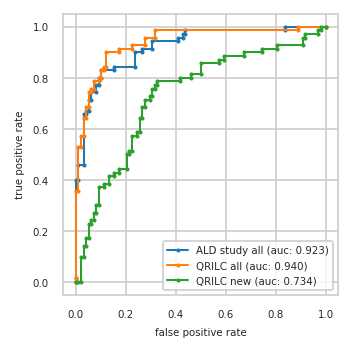 1.0
0.8
0.6
0.4
0.2
0.0
true positive rate
ALD study all (auc: 0.923)
QRILC all (auc: 0.940)
QRILC new (auc: 0.734)
0.0 0.2 0.4 0.6 0.8 1.0
false positive rate